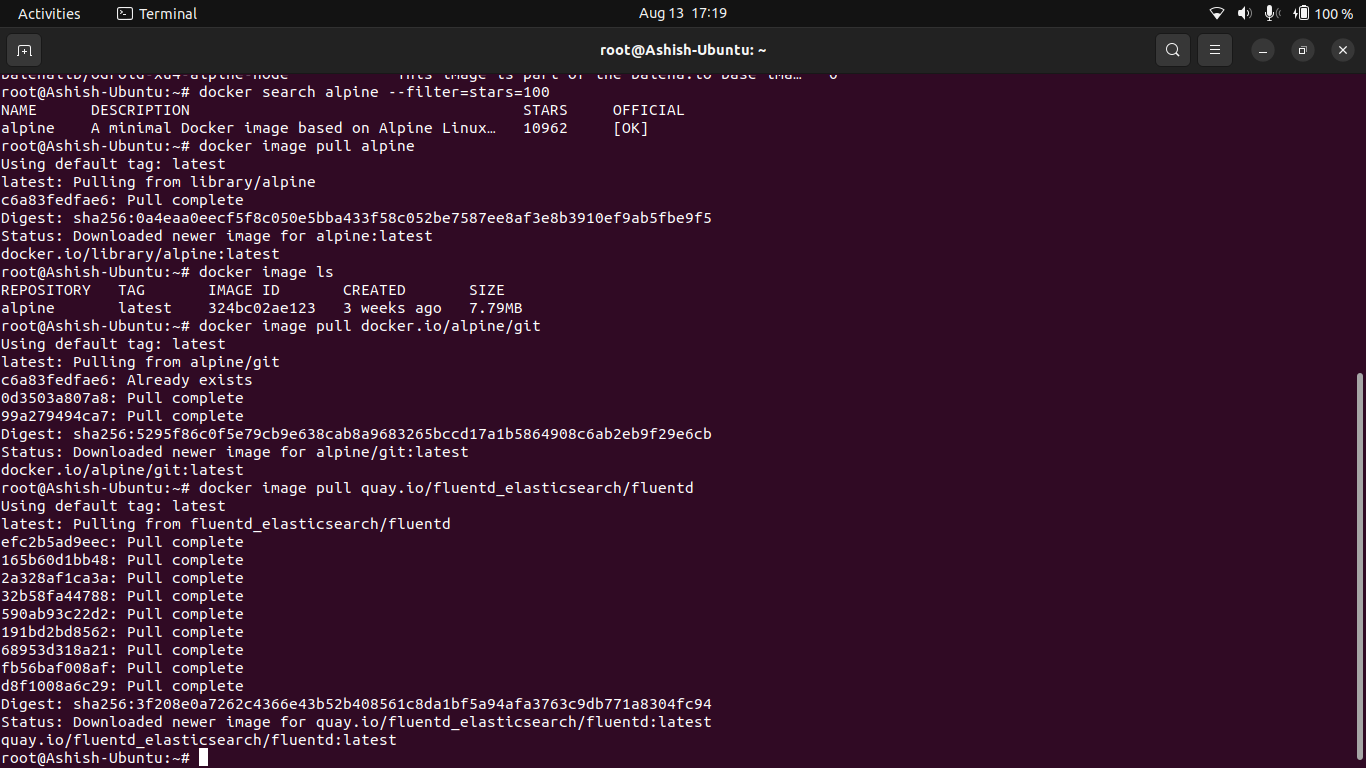 Activities
Terminal
Aug 13 17:19
100 %
root@Ashish-Ubuntu: ~
root@Ashish-Ubuntu:~# docker search alpine --filter=stars=100
NAME      DESCRIPTION                                     STARS     OFFICIAL
alpine    A minimal Docker image based on Alpine Linux…   10962     [OK]
root@Ashish-Ubuntu:~# docker image pull alpine
Using default tag: latest
latest: Pulling from library/alpine
c6a83fedfae6: Pull complete
Digest: sha256:0a4eaa0eecf5f8c050e5bba433f58c052be7587ee8af3e8b3910ef9ab5fbe9f5
Status: Downloaded newer image for alpine:latest
docker.io/library/alpine:latest
root@Ashish-Ubuntu:~# docker image ls
REPOSITORY   TAG       IMAGE ID       CREATED       SIZE
alpine       latest    324bc02ae123   3 weeks ago   7.79MB
root@Ashish-Ubuntu:~# docker image pull docker.io/alpine/git
Using default tag: latest
latest: Pulling from alpine/git
c6a83fedfae6: Already exists
0d3503a807a8: Pull complete
99a279494ca7: Pull complete
Digest: sha256:5295f86c0f5e79cb9e638cab8a9683265bccd17a1b5864908c6ab2eb9f29e6cb
Status: Downloaded newer image for alpine/git:latest
docker.io/alpine/git:latest
root@Ashish-Ubuntu:~# docker image pull quay.io/fluentd_elasticsearch/fluentd
Using default tag: latest
latest: Pulling from fluentd_elasticsearch/fluentd
efc2b5ad9eec: Pull complete
165b60d1bb48: Pull complete
2a328af1ca3a: Pull complete
32b58fa44788: Pull complete
590ab93c22d2: Pull complete
191bd2bd8562: Pull complete
68953d318a21: Pull complete
fb56baf008af: Pull complete
d8f1008a6c29: Pull complete
Digest: sha256:3f208e0a7262c4366e43b52b408561c8da1bf5a94afa3763c9db771a8304fc94
Status: Downloaded newer image for quay.io/fluentd_elasticsearch/fluentd:latest
quay.io/fluentd_elasticsearch/fluentd:latest
root@Ashish-Ubuntu:~#